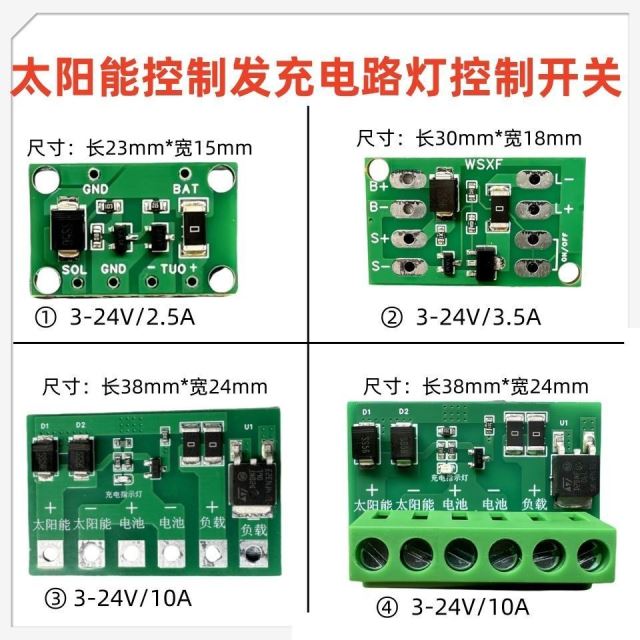 太阳能控制发充电路灯控制开关
尺寸：长23mm*宽15mm
GND BAT
SOL GND − TUO +
① 3-24V/2.5A
尺寸：长30mm*宽18mm
WSXF
B+ L−
B− L+
S+
S−
ON/OFF
② 3-24V/3.5A
尺寸：长38mm*宽24mm
D1 D2 U1
充电指示灯
+ − + − + −
太阳能 太阳能 电池 电池 负载 负载
③ 3-24V/10A
尺寸：长38mm*宽24mm
D1 D2 U1
充电指示灯
+ − + − + −
太阳能 太阳能 电池 电池 负载
④ 3-24V/10A